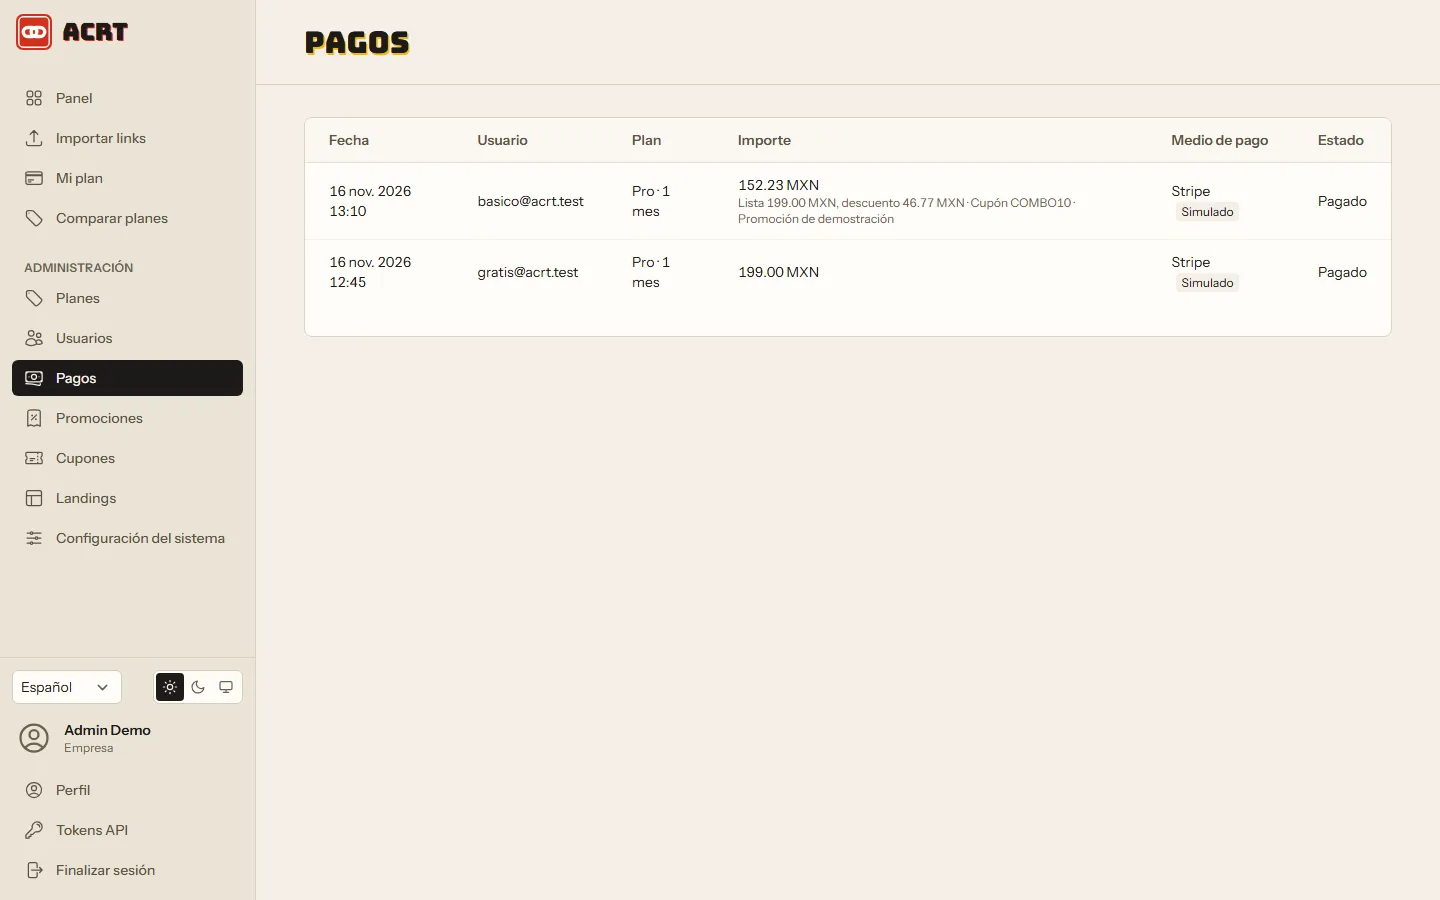 ACRT
Panel
Importar links
Mi plan
Comparar planes
ADMINISTRACIÓN
Planes
Usuarios
Pagos
Promociones
Cupones
Landings
Configuración del sistema
Español
Admin Demo
Empresa
Perfil
Tokens API
Finalizar sesión
PAGOS
Fecha Usuario Plan Importe Medio de pago Estado
16 nov. 2026
13:10
basico@acrt.test
Pro · 1
mes
152.23 MXN
Lista 199.00 MXN, descuento 46.77 MXN · Cupón COMBO10 ·
Promoción de demostración
Stripe
Simulado
Pagado
16 nov. 2026
12:45
gratis@acrt.test
Pro · 1
mes
199.00 MXN
Stripe
Simulado
Pagado